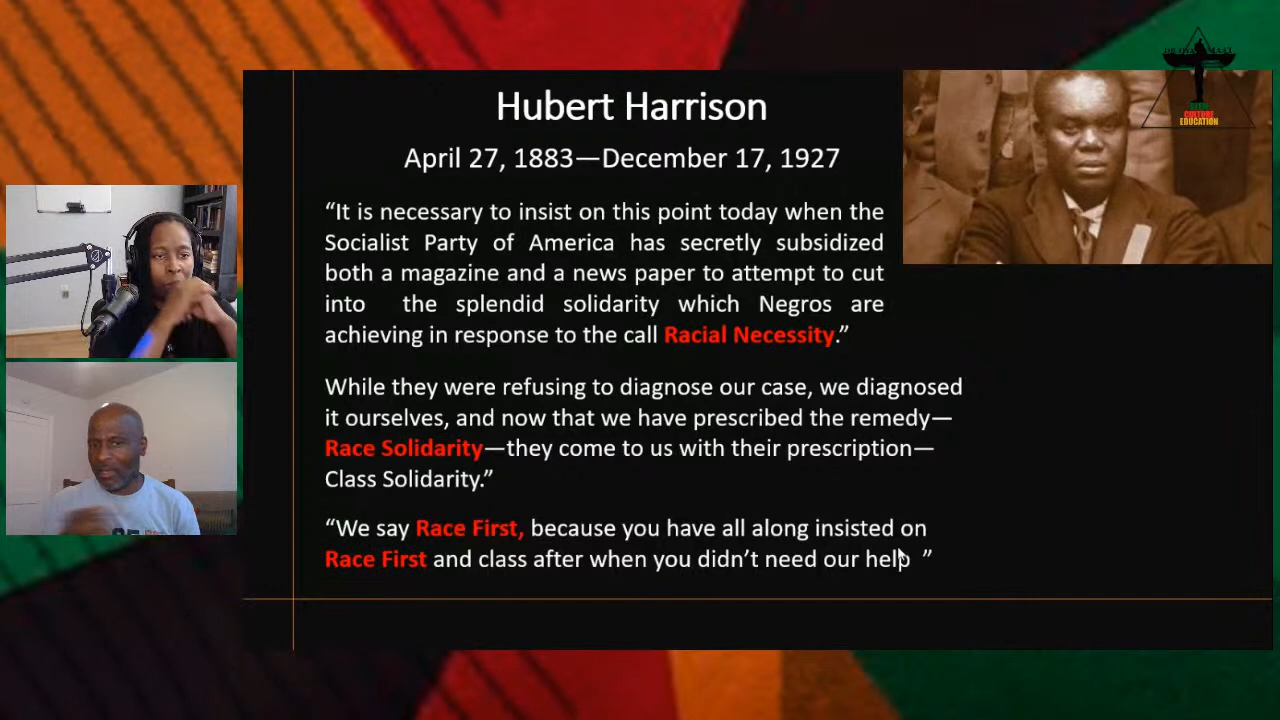 Hubert Harrison
April 27, 1883—December 17, 1927
“It is necessary to insist on this point today when the
Socialist Party of America has secretly subsidized
both a magazine and a news paper to attempt to cut
into the splendid solidarity which Negros are
achieving in response to the call Racial Necessity.”
While they were refusing to diagnose our case, we diagnosed
it ourselves, and now that we have prescribed the remedy—
Race Solidarity—they come to us with their prescription—
Class Solidarity.”
“We say Race First, because you have all along insisted on
Race First and class after when you didn’t need our help ”
CULTURE
EDUCATION